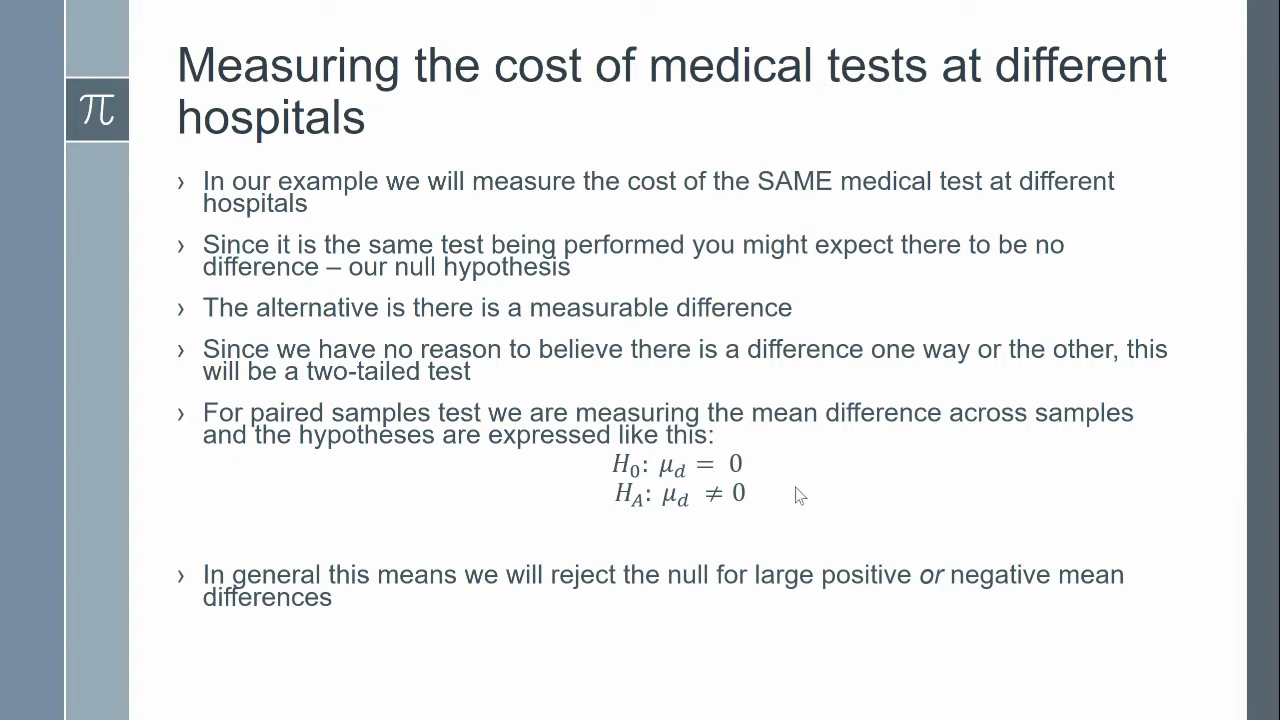 Measuring the cost of medical tests at different
hospitals
π
› In our example we will measure the cost of the SAME medical test at different
hospitals
› Since it is the same test being performed you might expect there to be no
difference – our null hypothesis
› The alternative is there is a measurable difference
› Since we have no reason to believe there is a difference one way or the other, this
will be a two-tailed test
› For paired samples test we are measuring the mean difference across samples
and the hypotheses are expressed like this:
H₀: μ_d = 0
H_A: μ_d ≠ 0
› In general this means we will reject the null for large positive or negative mean
differences